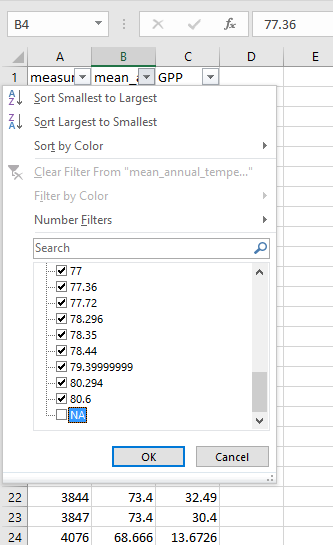 B4 77.36
A B C D E
1 measur mean_a GPP
Sort Smallest to Largest
Sort Largest to Smallest
Sort by Color
Clear Filter From "mean_annual_tempe..."
Filter by Color
Number Filters
Search
77
77.36
77.72
78.296
78.35
78.44
79.39999999
80.294
80.6
NA
OK Cancel
22 3844 73.4 32.49
23 3847 73.4 30.4
24 4076 68.666 13.6726